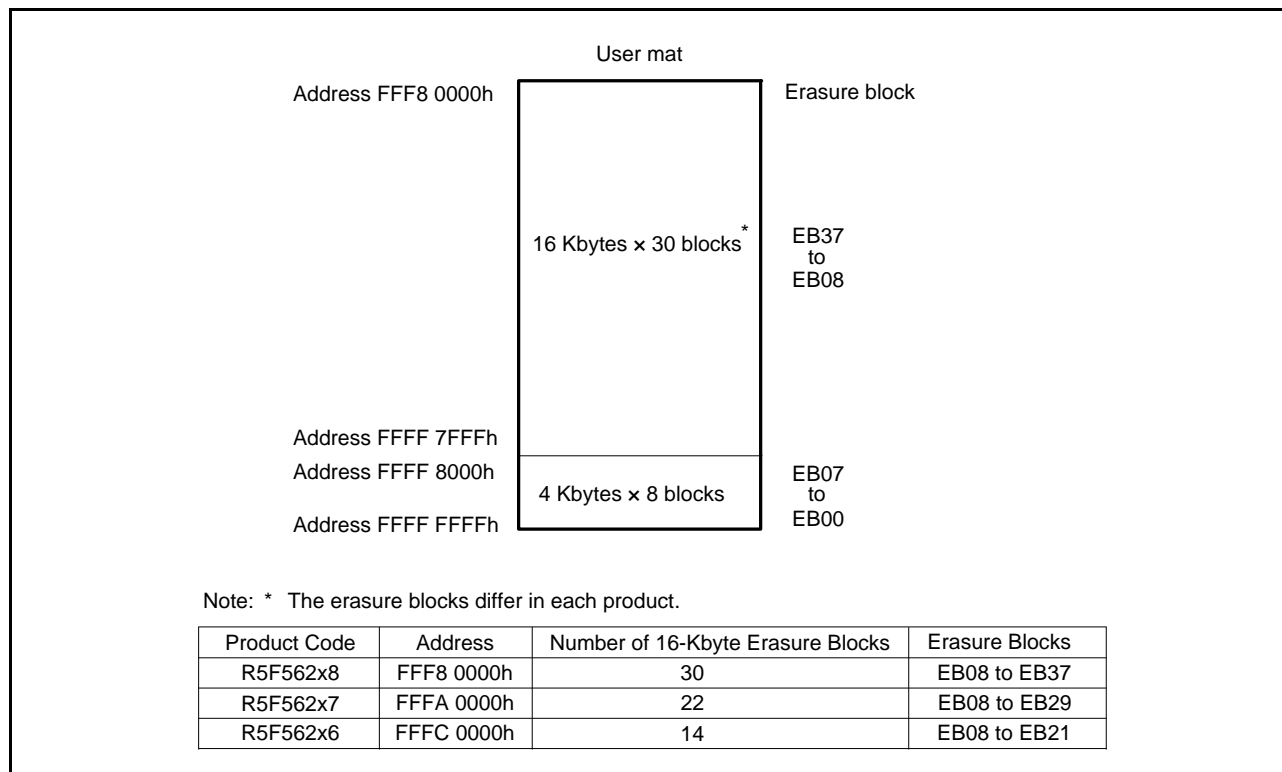 User mat
Address FFF8 0000h
Erasure block
16 Kbytes × 30 blocks*
EB37
to
EB08
Address FFFF 7FFFh
Address FFFF 8000h
4 Kbytes × 8 blocks
EB07
to
EB00
Address FFFF FFFFh
Note: * The erasure blocks differ in each product.
Product Code Address Number of 16-Kbyte Erasure Blocks Erasure Blocks
R5F562x8 FFF8 0000h 30 EB08 to EB37
R5F562x7 FFFA 0000h 22 EB08 to EB29
R5F562x6 FFFC 0000h 14 EB08 to EB21